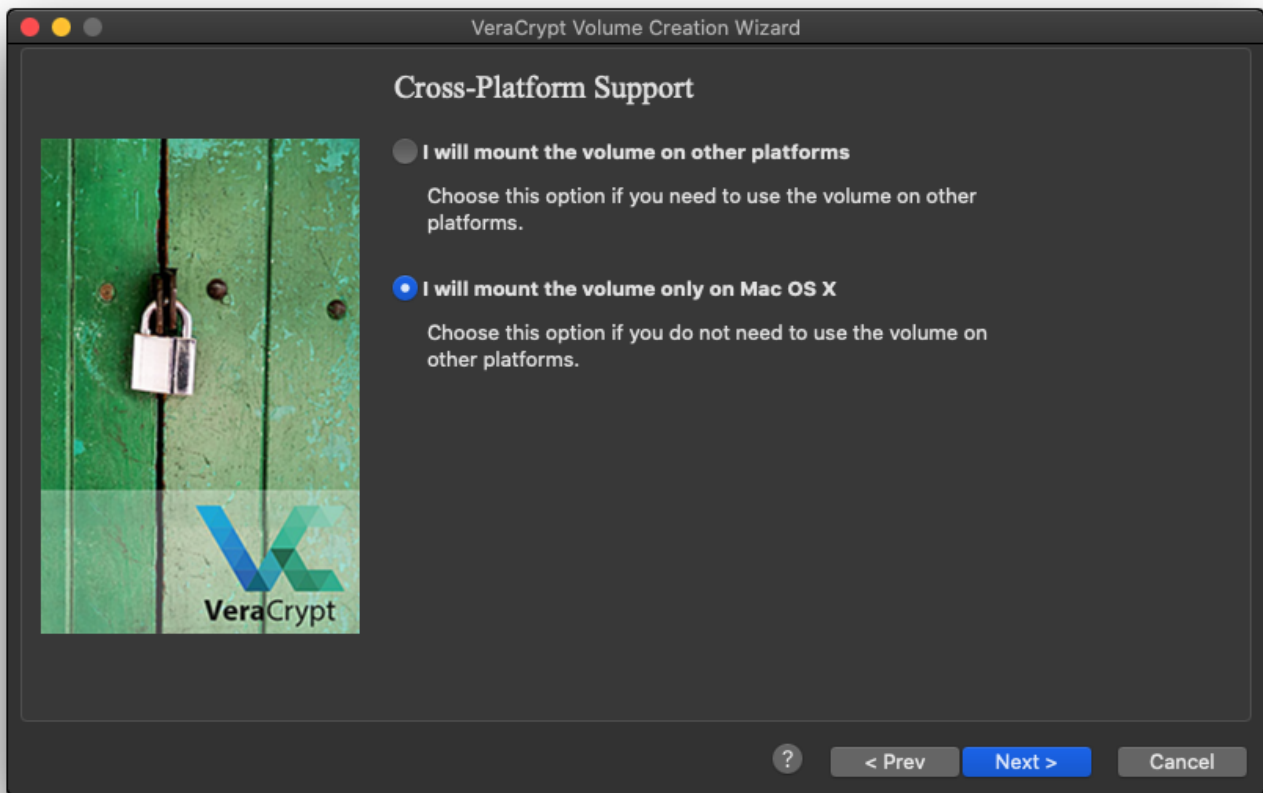 VeraCrypt Volume Creation Wizard
Cross-Platform Support
I will mount the volume on other platforms
Choose this option if you need to use the volume on other
platforms.
I will mount the volume only on Mac OS X
Choose this option if you do not need to use the volume on
other platforms.
VeraCrypt
?
< Prev
Next >
Cancel